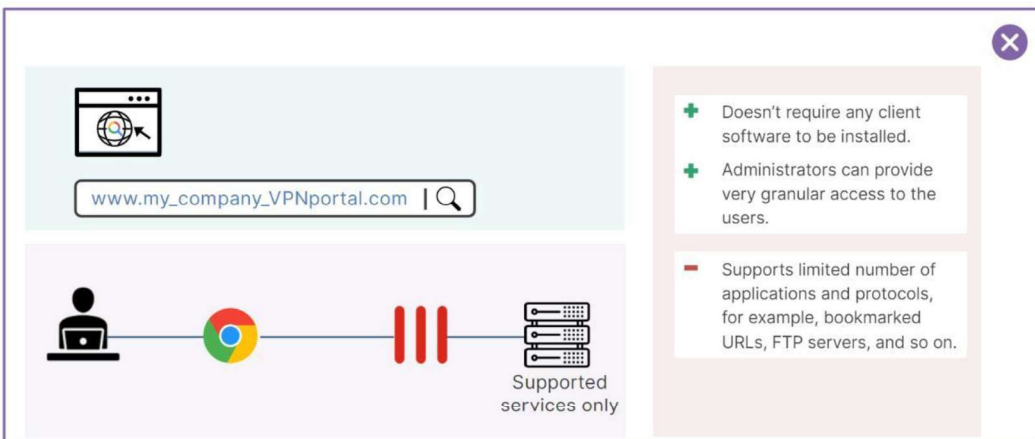 www.my_company_VPNportal.com
Supported
services only
Doesn't require any client
software to be installed.
Administrators can provide
very granular access to the
users.
Supports limited number of
applications and protocols,
for example, bookmarked
URLs, FTP servers, and so on.